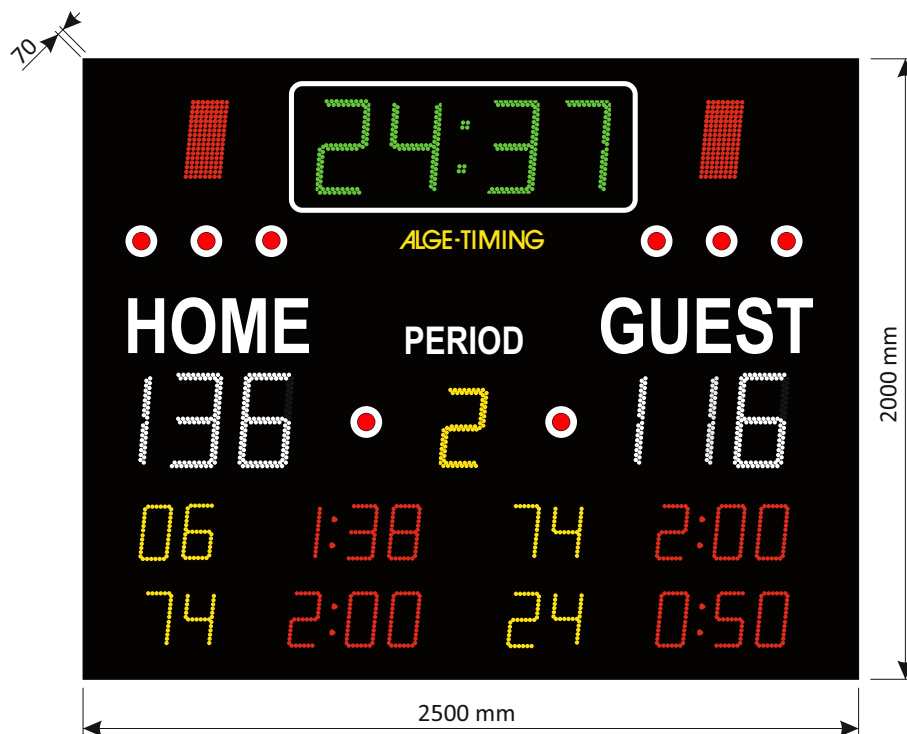 70
24:37
ALGE-TIMING
HOME PERIOD GUEST
136 2 116
2000 mm
06 1:38 74 2:00
74 2:00 24 0:50
2500 mm